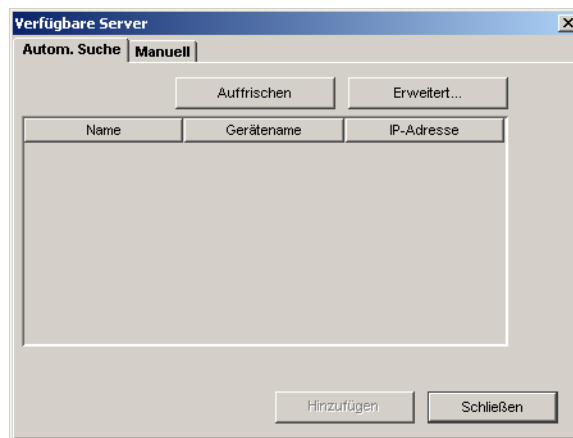 Verfügbare Server
Autom. Suche Manuell
Auffrischen Erweitert...
Name Gerätename IP-Adresse
Hinzufügen Schließen